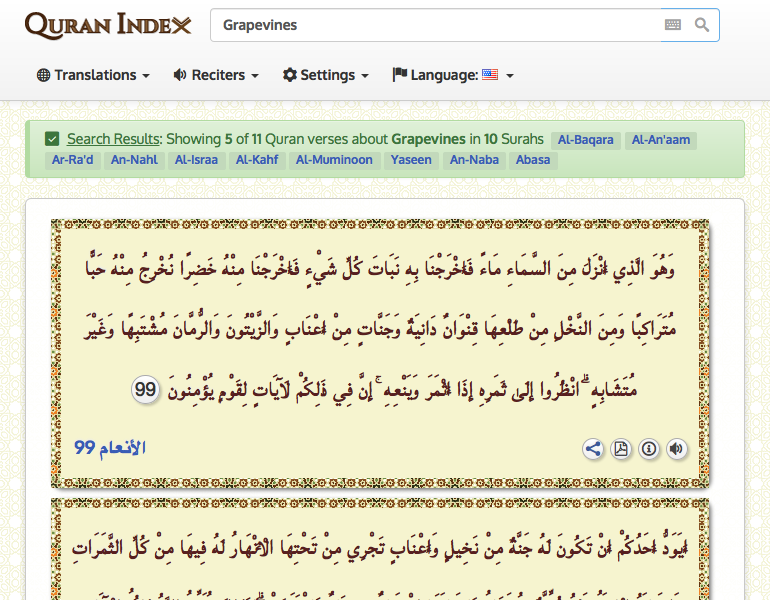 QURAN INDEX
Grapevines
Translations Reciters Settings Language:
Search Results: Showing 5 of 11 Quran verses about Grapevines in 10 Surahs Al-Baqara Al-An'aam
Ar-Ra'd An-Nahl Al-Israa Al-Kahf Al-Muminoon Yaseen An-Naba Abasa
وَهُوَ الَّذِي أَنْزَلَ مِنَ السَّمَاءِ مَاءً فَأَخْرَجْنَا بِهِ نَبَاتَ كُلِّ شَيْءٍ فَأَخْرَجْنَا مِنْهُ خَضِرًا نُخْرِجُ مِنْهُ حَبًّا
مُتَرَاكِبًا وَمِنَ النَّخْلِ مِنْ طَلْعِهَا قِنْوَانٌ دَانِيَةٌ وَجَنَّاتٍ مِنْ أَعْنَابٍ وَالزَّيْتُونَ وَالرُّمَّانَ مُشْتَبِهًا وَغَيْرَ
مُتَشَابِهٍ ۗ انْظُرُوا إِلَىٰ ثَمَرِهِ إِذَا أَثْمَرَ وَيَنْعِهِ ۚ إِنَّ فِي ذَٰلِكُمْ لَآيَاتٍ لِقَوْمٍ يُؤْمِنُونَ 99
الأنعام 99
أَيَوَدُّ أَحَدُكُمْ أَنْ تَكُونَ لَهُ جَنَّةٌ مِنْ نَخِيلٍ وَأَعْنَابٍ تَجْرِي مِنْ تَحْتِهَا الْأَنْهَارُ لَهُ فِيهَا مِنْ كُلِّ الثَّمَرَاتِ